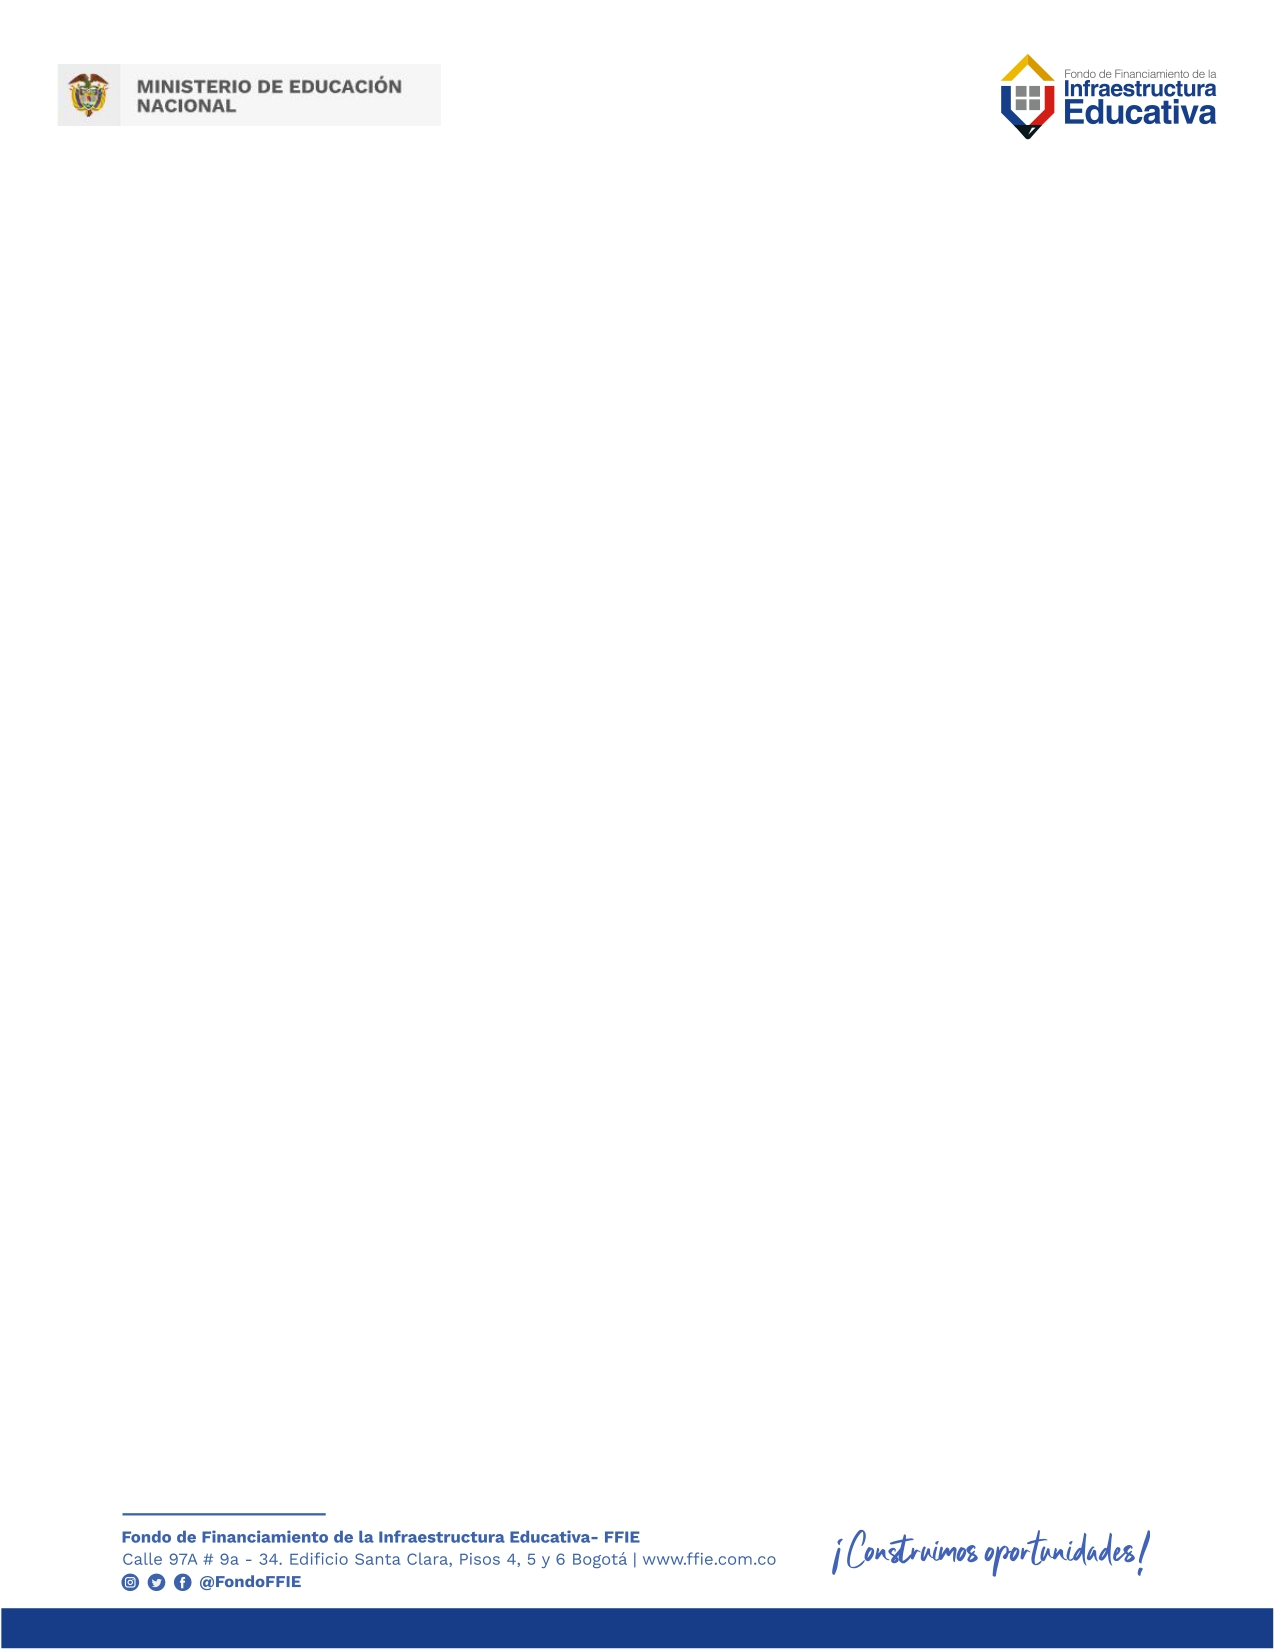 MINISTERIO DE EDUCACIÓN
NACIONAL
Fondo de Financiamiento de la
Infraestructura
Educativa
Fondo de Financiamiento de la Infraestructura Educativa- FFIE
Calle 97A # 9a - 34. Edificio Santa Clara, Pisos 4, 5 y 6 Bogotá | www.ffie.com.co
@FondoFFIE
¡Construimos oportunidades!